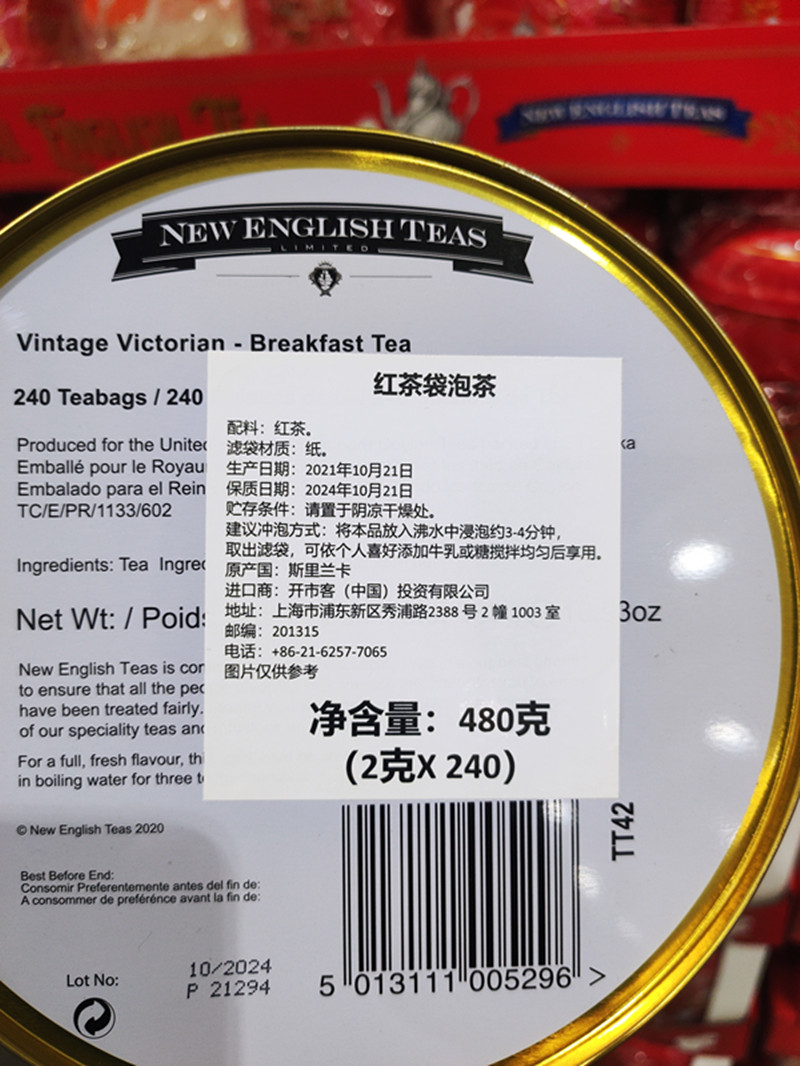 NEW ENGLISH TEAS
NEW ENGLISH TEAS
LIMITED
Vintage Victorian - Breakfast Tea
240 Teabags / 240
Produced for the United
Emballé pour le Royau
Embalado para el Rein
TC/E/PR/1133/602
ka
Ingredients: Tea Ingred
Net Wt: / Poids
3oz
New English Teas is con
to ensure that all the peo
have been treated fairly.
of our speciality teas and
For a full, fresh flavour, th
in boiling water for three t
© New English Teas 2020
Best Before End:
Consomir Preferentemente antes del fin de:
A consommer de preférénce avant la fin de:
Lot No:
10/2024
P 21294
红茶袋泡茶
配料：红茶。
滤袋材质：纸。
生产日期：2021年10月21日
保质日期：2024年10月21日
贮存条件：请置于阴凉干燥处。
建议冲泡方式：将本品放入沸水中浸泡约3-4分钟，
取出滤袋，可依个人喜好添加牛乳或糖搅拌均匀后享用。
原产国：斯里兰卡
进口商：开市客（中国）投资有限公司
地址：上海市浦东新区秀浦路2388 号 2 幢 1003 室
邮编：201315
电话：+86-21-6257-7065
图片仅供参考
净含量：480克
(2克X 240)
TT42
5 013111 005296 >